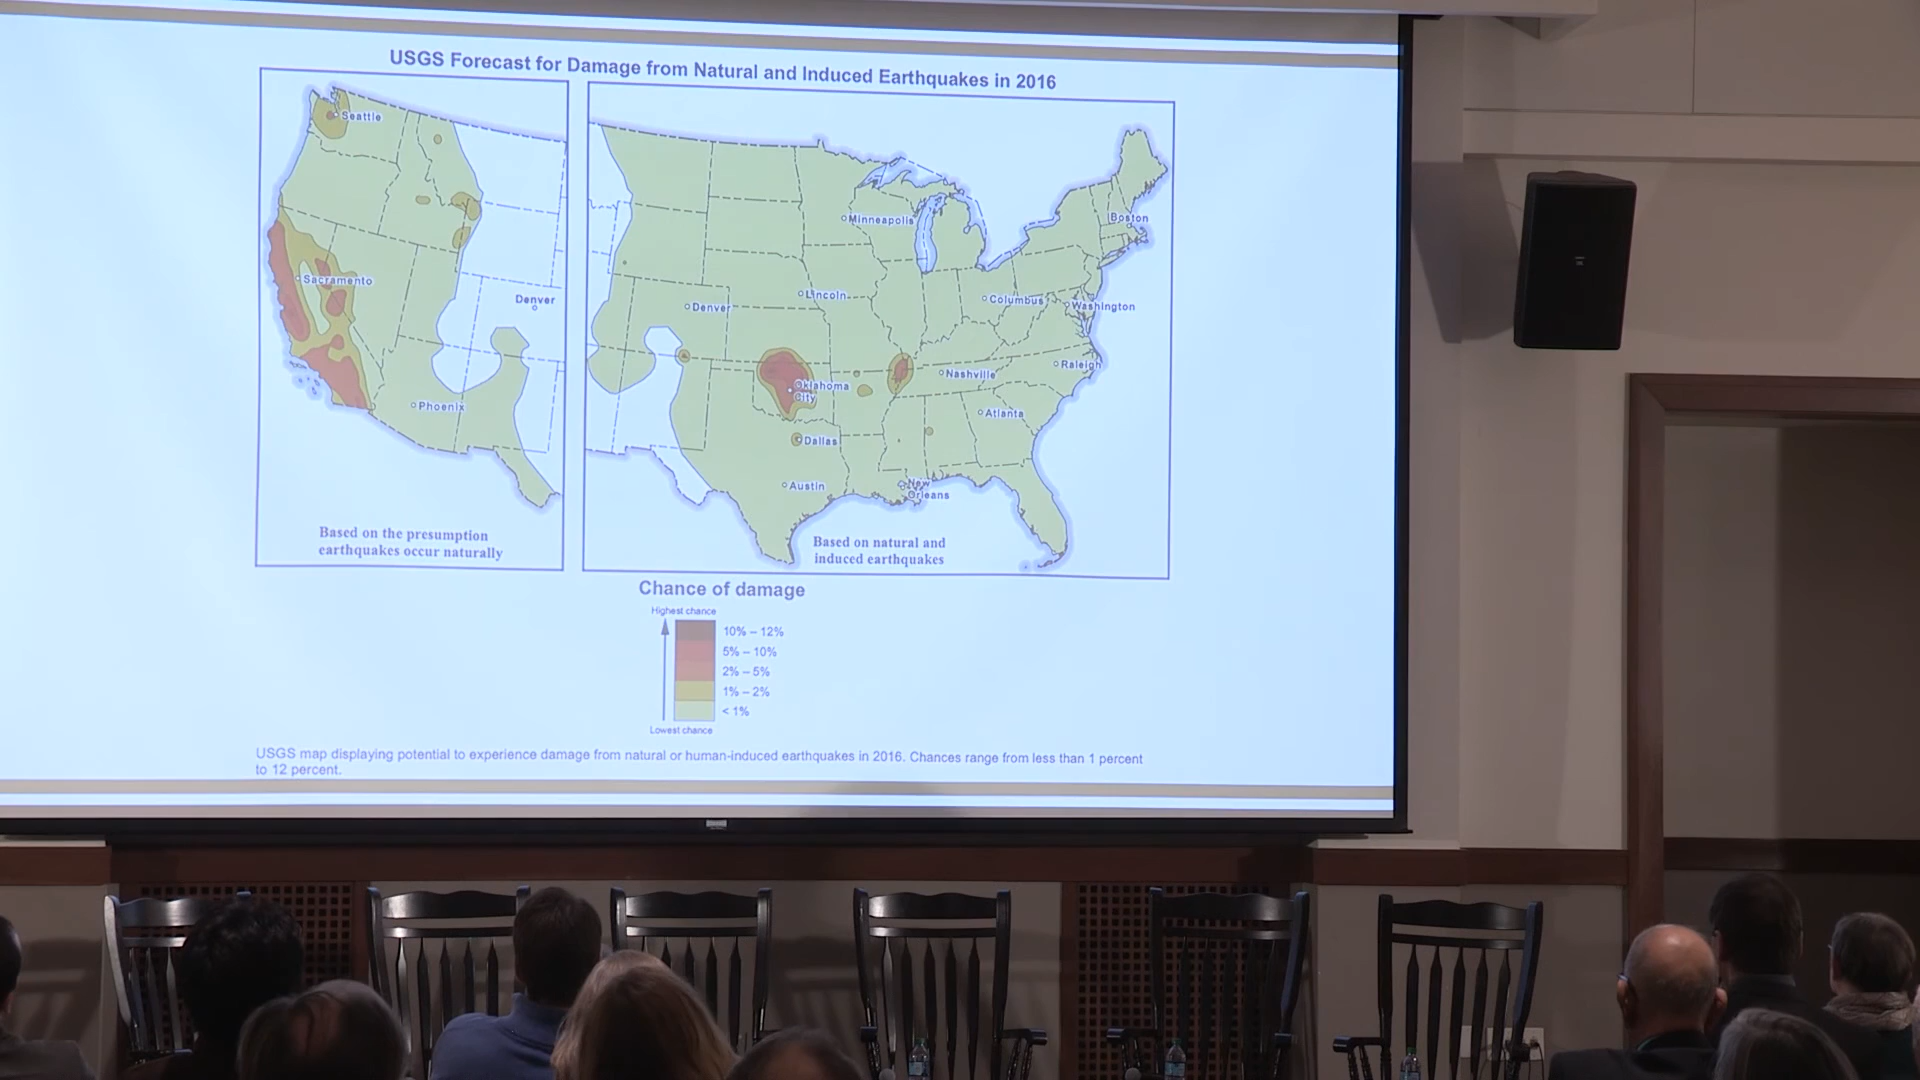 USGS Forecast for Damage from Natural and Induced Earthquakes in 2016
Seattle
Sacramento
Denver
Phoenix
Based on the presumption
earthquakes occur naturally
Minneapolis
Boston
Lincoln
Denver
Columbus
Washington
Oklahoma
City
Nashville
Raleigh
Atlanta
Dallas
Austin
New
Orleans
Based on natural and
induced earthquakes
Chance of damage
Highest chance
10% – 12%
5% – 10%
2% – 5%
1% – 2%
< 1%
Lowest chance
USGS map displaying potential to experience damage from natural or human-induced earthquakes in 2016. Chances range from less than 1 percent
to 12 percent.